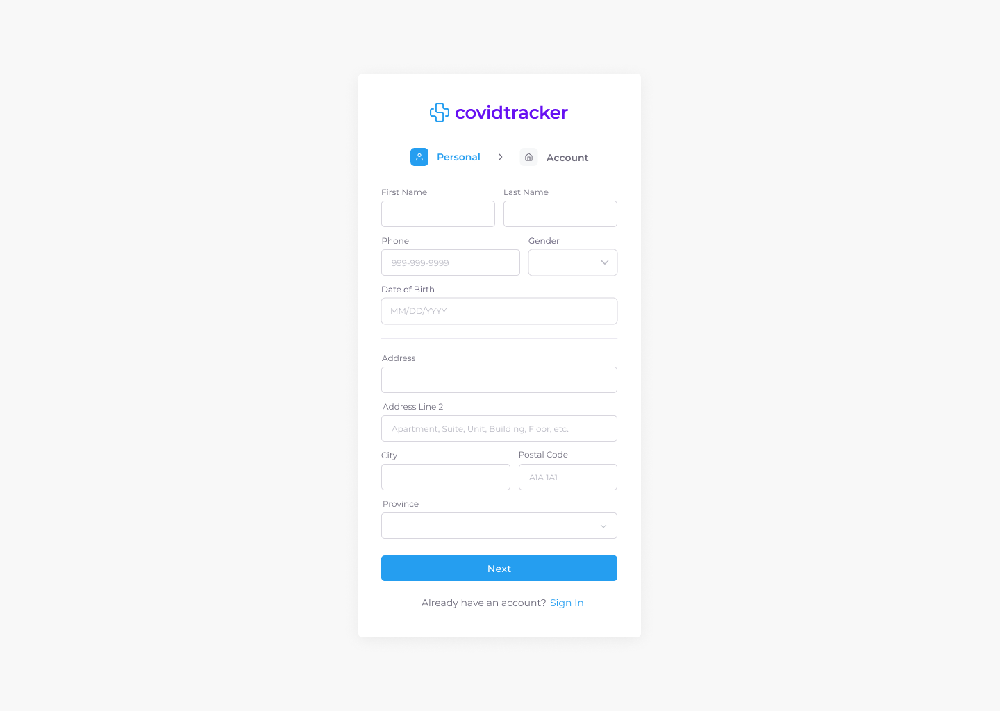 covidtracker
Personal Account
First Name Last Name
Phone Gender
999-999-9999
Date of Birth
MM/DD/YYYY
Address
Address Line 2
Apartment, Suite, Unit, Building, Floor, etc.
City Postal Code
A1A 1A1
Province
Next
Already have an account? Sign In